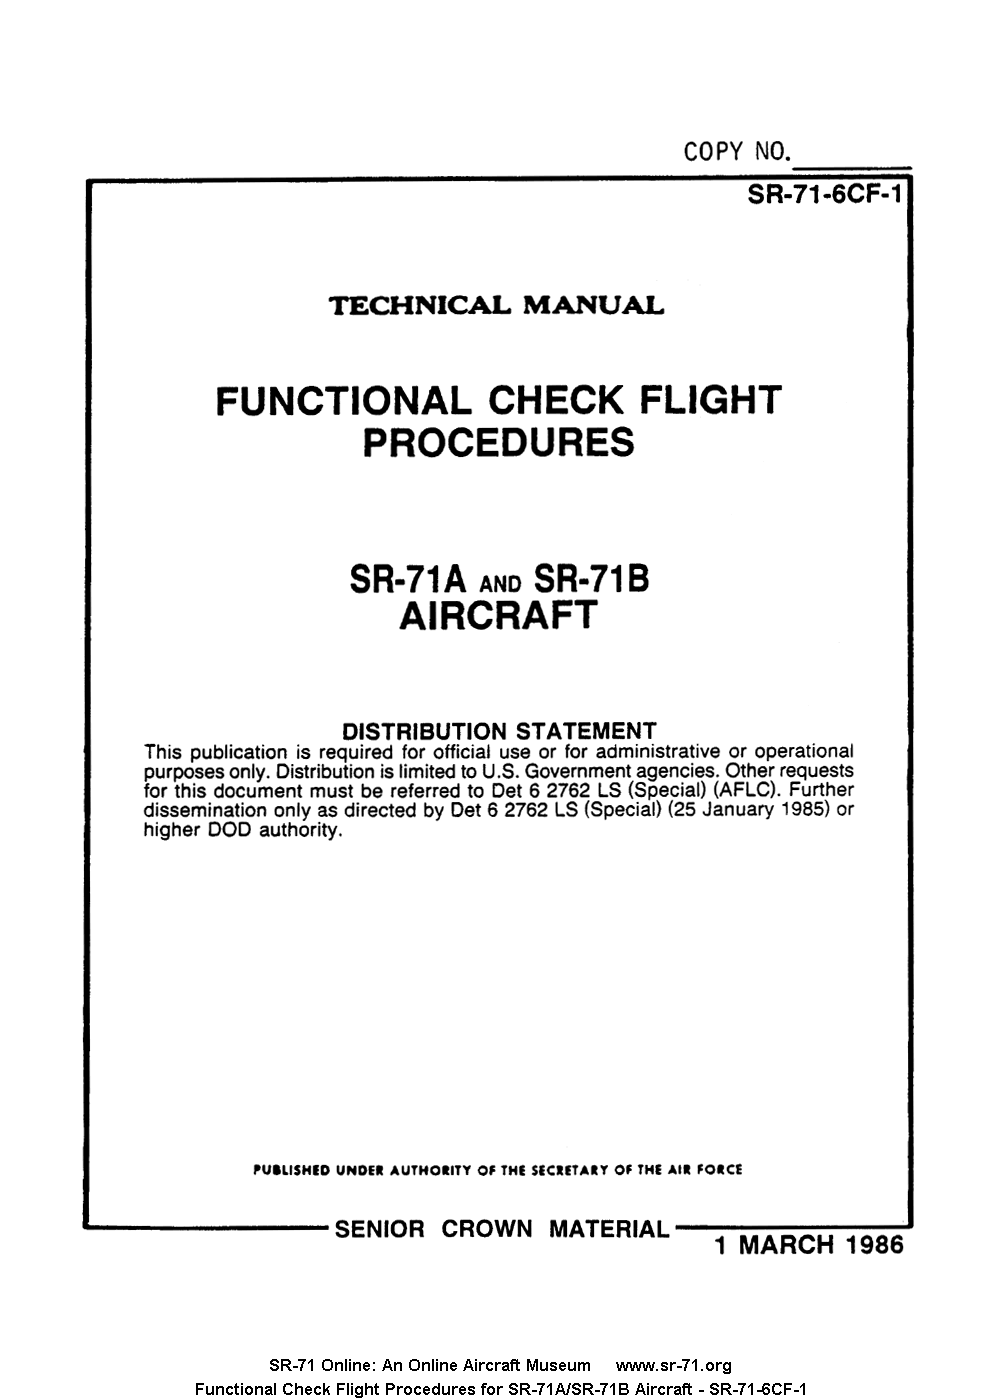 COPY NO.
SR-71-6CF-1
TECHNICAL MANUAL
FUNCTIONAL CHECK FLIGHT
PROCEDURES
SR-71A AND SR-71B
AIRCRAFT
DISTRIBUTION STATEMENT
This publication is required for official use or for administrative or operational
purposes only. Distribution is limited to U.S. Government agencies. Other requests
for this document must be referred to Det 6 2762 LS (Special) (AFLC). Further
dissemination only as directed by Det 6 2762 LS (Special) (25 January 1985) or
higher DOD authority.
PUBLISHED UNDER AUTHORITY OF THE SECRETARY OF THE AIR FORCE
SENIOR CROWN MATERIAL
1 MARCH 1986
SR-71 Online: An Online Aircraft Museum www.sr-71.org
Functional Check Flight Procedures for SR-71A/SR-71B Aircraft - SR-71-6CF-1